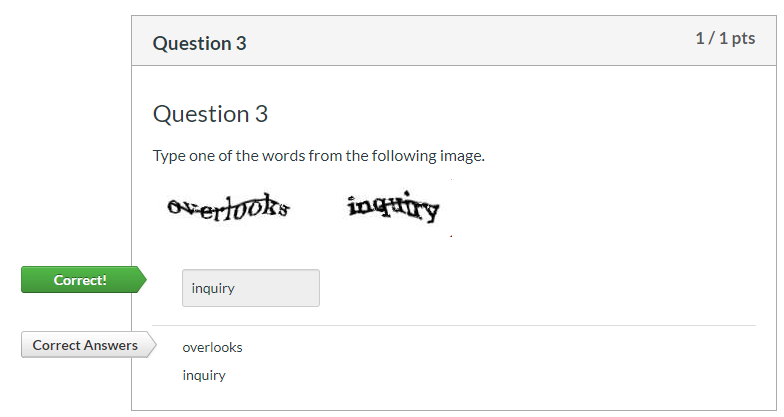 Question 3
1 / 1 pts
Question 3
Type one of the words from the following image.
overlooks inquiry
Correct!
inquiry
Correct Answers
overlooks
inquiry